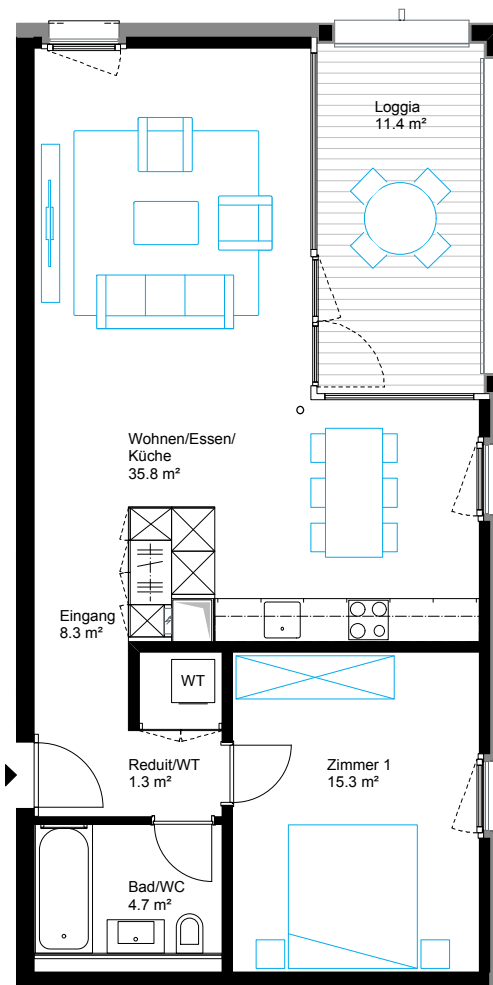 Loggia
11.4 m²
Wohnen/Essen/
Küche
35.8 m²
Eingang
8.3 m²
WT
Reduit/WT
1.3 m²
Zimmer 1
15.3 m²
Bad/WC
4.7 m²